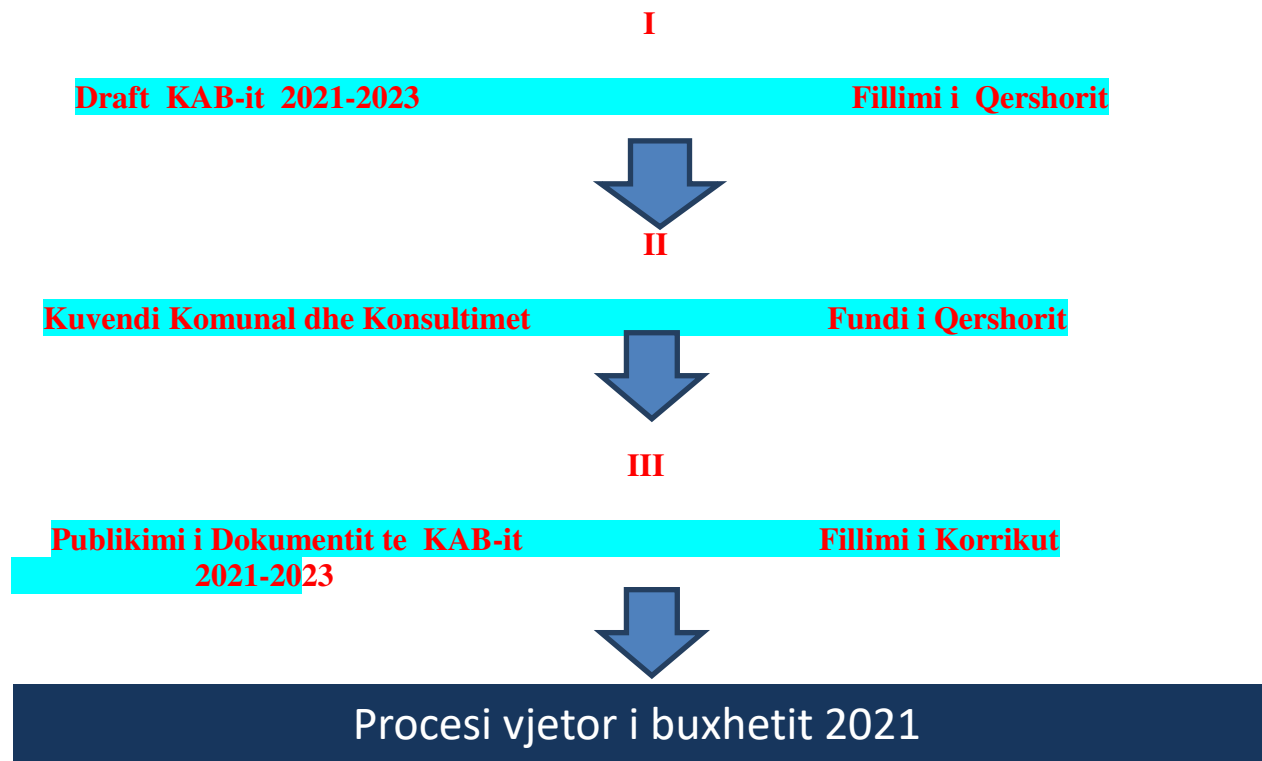 I
Draft KAB-it 2021-2023 Fillimi i Qershorit
II
Kuvendi Komunal dhe Konsultimet Fundi i Qershorit
III
Publikimi i Dokumentit te KAB-it Fillimi i Korrikut
2021-2023
Procesi vjetor i buxhetit 2021